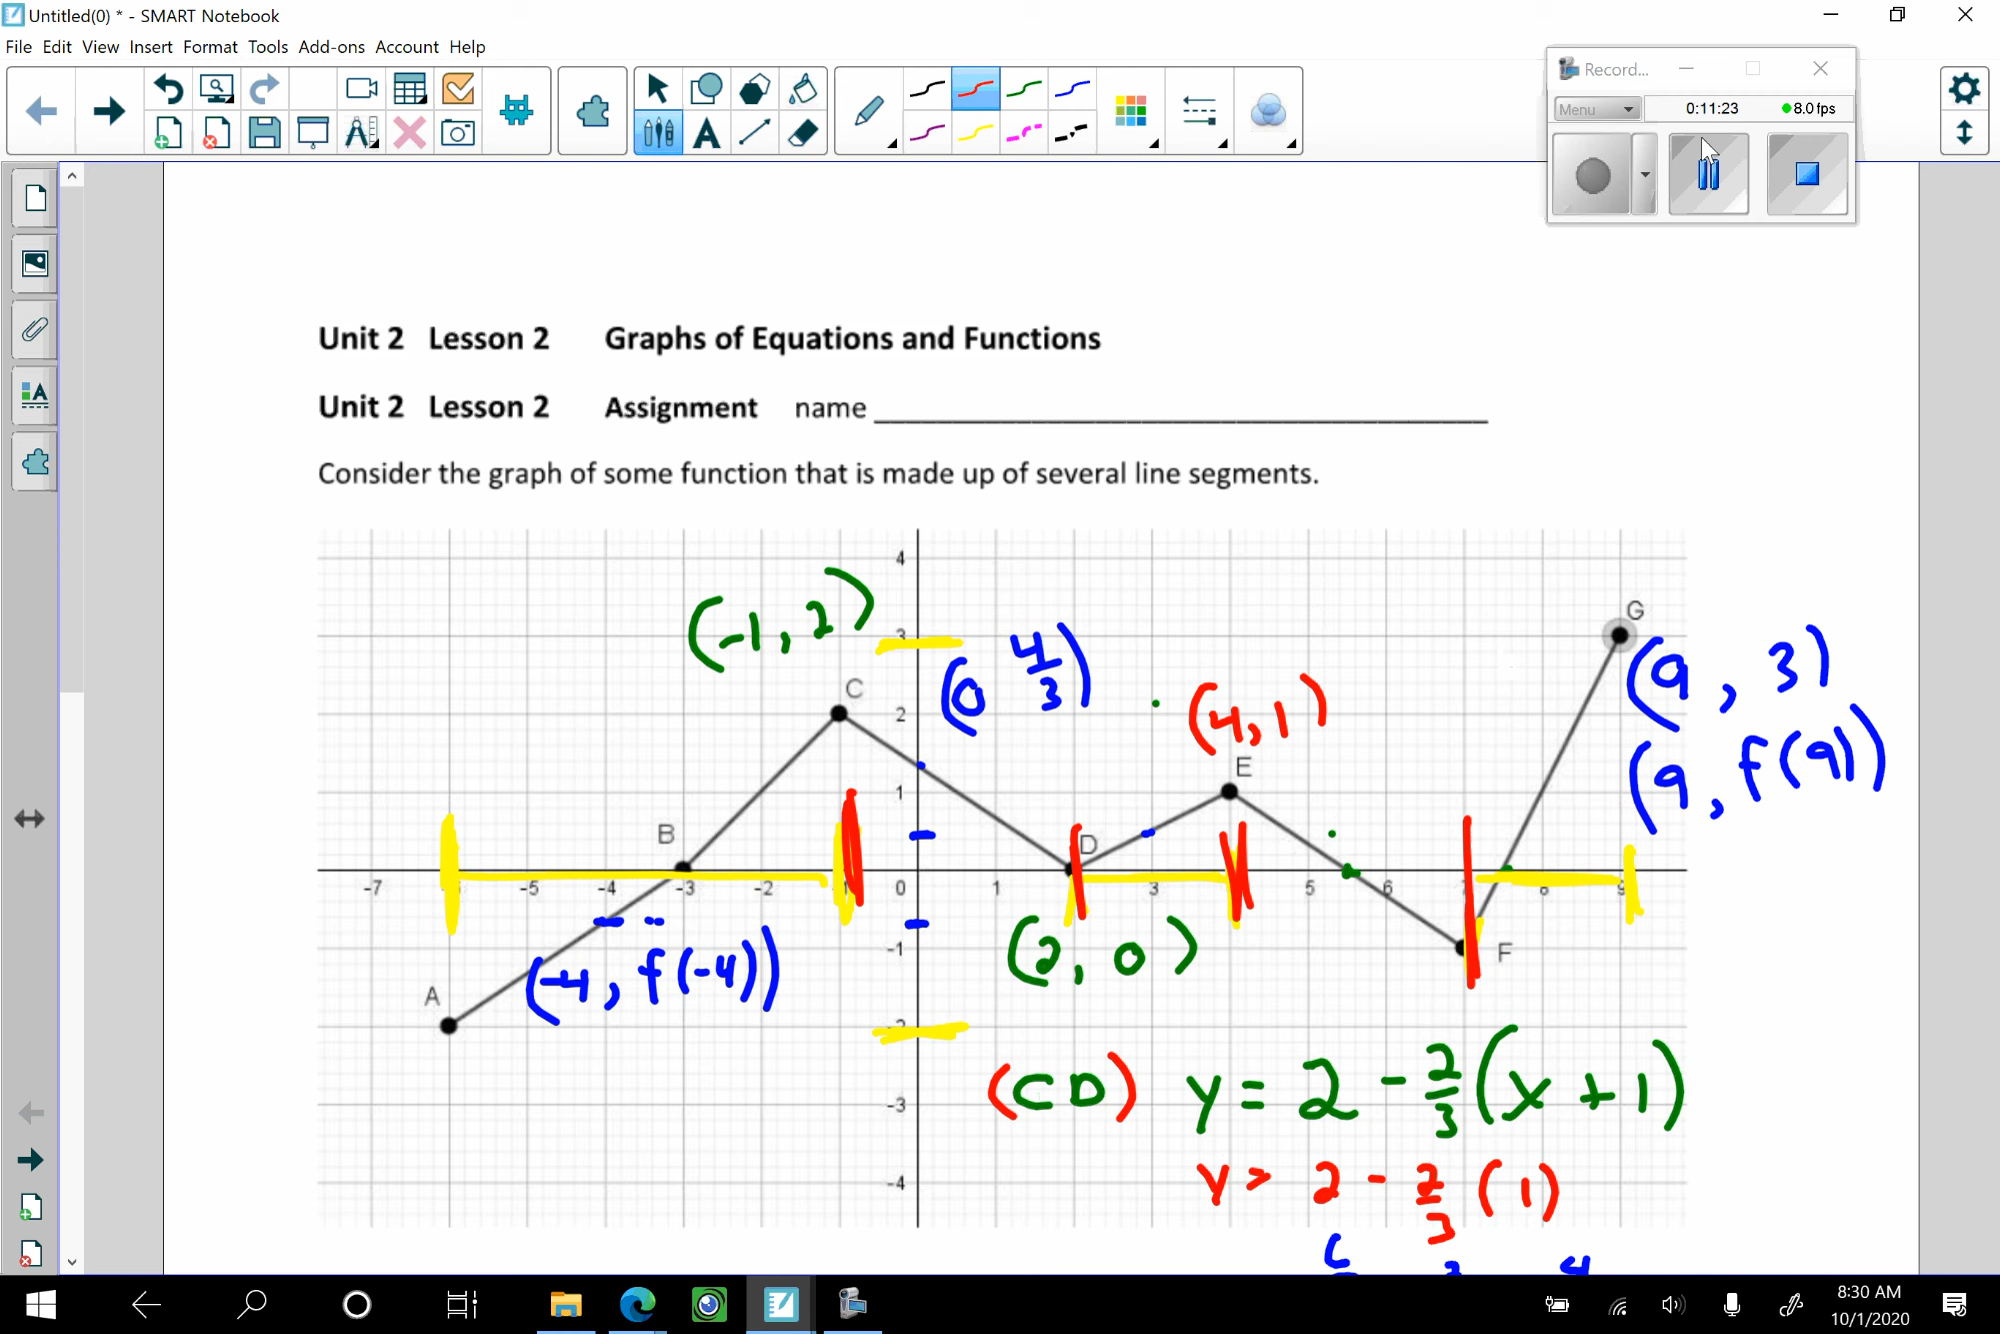 Untitled(0) * - SMART Notebook
File Edit View Insert Format Tools Add-ons Account Help
Record...
Menu 0:11:23 8.0 fps
Unit 2 Lesson 2 Graphs of Equations and Functions
Unit 2 Lesson 2 Assignment name
Consider the graph of some function that is made up of several line segments.
4
(-1, 2)
3
G
(0 4/3)
(9, 3)
C
2
(4, 1)
(9, f(9))
E
1
B
D
-7 -5 -4 -3 -2 0 1 3 5 6 8 9
(-4, f(-4))
-1
(2, 0)
F
A
-2
(CD) y = 2 - 2/3 (x + 1)
-3
y = 2 - 2/3 (1)
-4
8:30 AM
10/1/2020